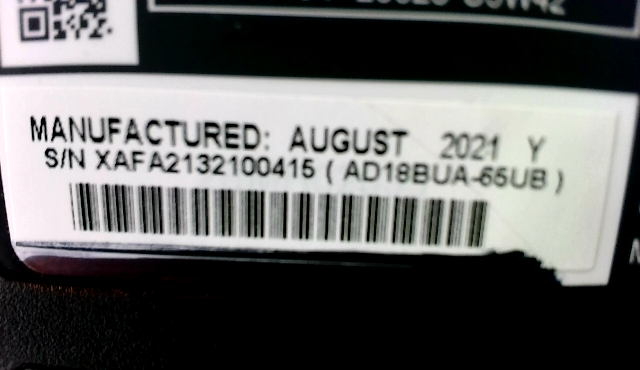 MANUFACTURED: AUGUST 2021 Y
S/N XAFA2132100415 ( AD18BUA-65UB )